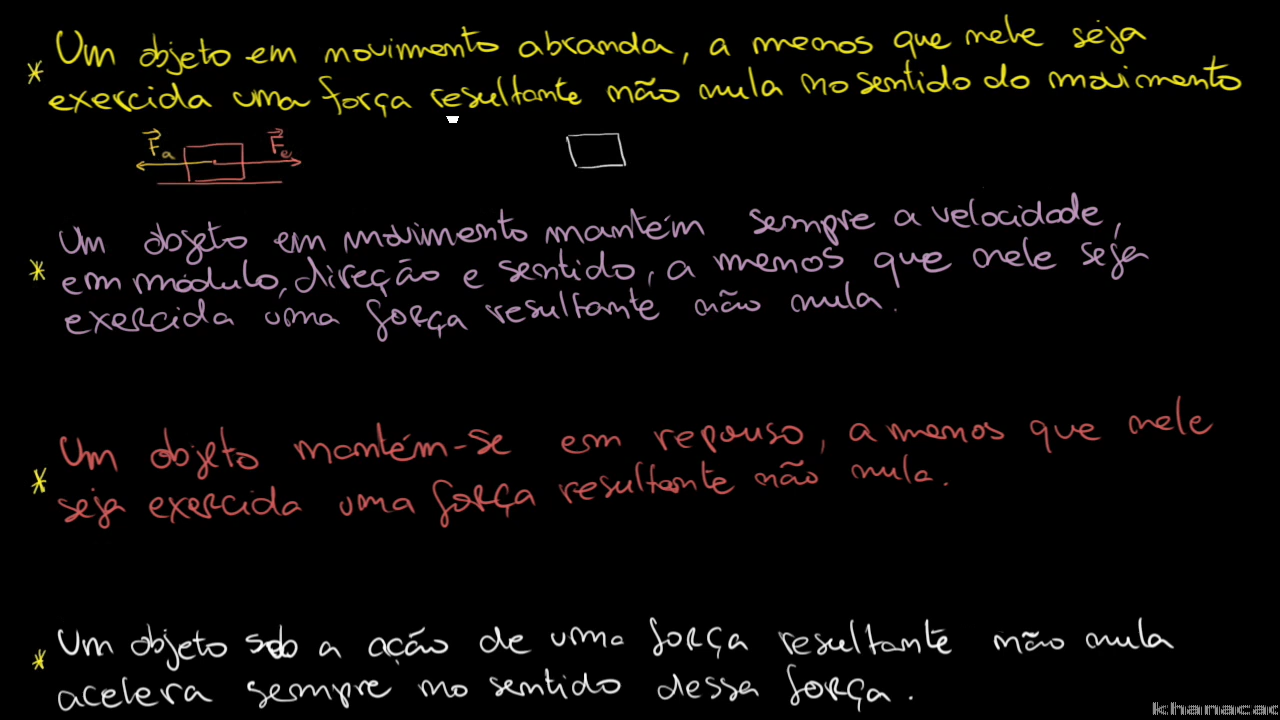 * Um objeto em movimento abranda, a menos que nele seja
exercida uma força resultante não nula no sentido do movimento
Fa Fe
Um objeto em movimento mantém sempre a velocidade,
* em módulo, direção e sentido, a menos que nele seja
exercida uma força resultante não nula.
Um objeto mantém-se em repouso, a menos que nele
* seja exercida uma força resultante não nula.
Um objeto sob a ação de uma força resultante não nula
* acelera sempre no sentido dessa força.
khanacac